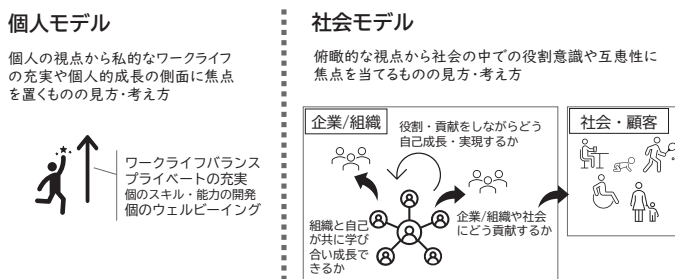 個人モデル
個人の視点から私的なワークライフ
の充実や個人的成長の側面に焦点
を置くものの見方・考え方
ワークライフバランス
プライベートの充実
個のスキル・能力の開発
個のウェルビーイング
社会モデル
俯瞰的な視点から社会の中での役割意識や互恵性に
焦点を当てるものの見方・考え方
企業/組織
役割・貢献をしながらどう
自己成長・実現するか
組織と自己
が共に学び
合い成長で
きるか
企業/組織や社会
にどう貢献するか
社会・顧客